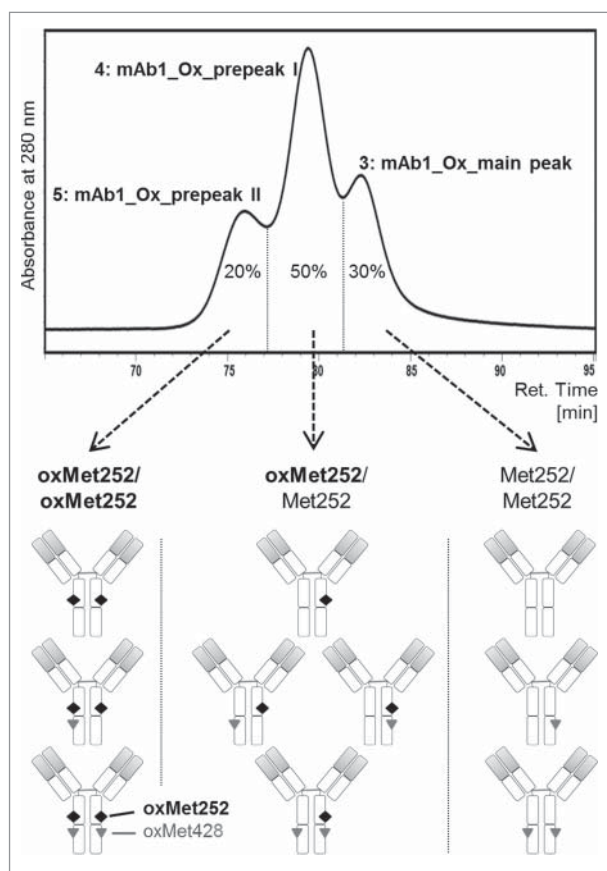 4: mAb1_Ox_prepeak I
3: mAb1_Ox_main peak
5: mAb1_Ox_prepeak II
Absorbance at 280 nm
20% 50% 30%
70 75 80 85 90 95
Ret. Time
[min]
oxMet252/ oxMet252/ Met252/
oxMet252 Met252 Met252
oxMet252
oxMet428